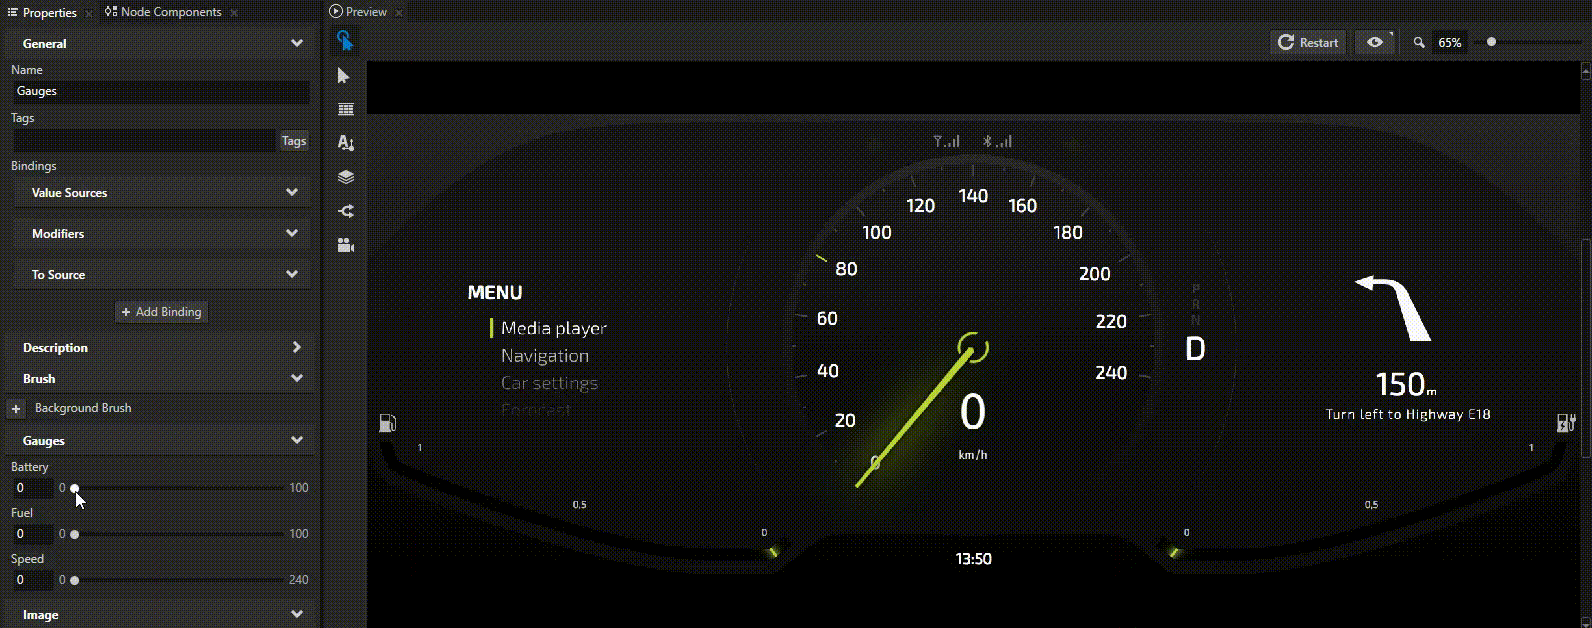 Properties
Node Components
Preview
General
Name
Gauges
Tags
Tags
Bindings
Value Sources
Modifiers
To Source
+ Add Binding
Description
Brush
+ Background Brush
Gauges
Battery
0 0 100
Fuel
0 0 100
Speed
0 0 240
Image
Restart
65%
MENU
Media player
Navigation
Car settings
Forecast
0
20
40
60
80
100
120
140
160
180
200
220
240
0
km/h
P
R
N
D
150 m
Turn left to Highway E18
1
0,5
0
13:50
0
0,5
1